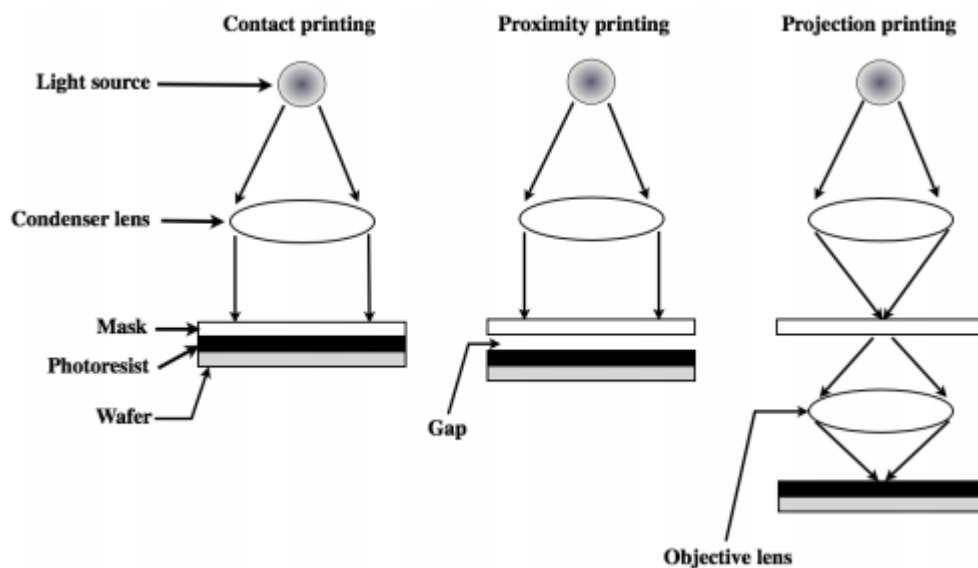 Contact printing
Proximity printing
Projection printing
Light source
Condenser lens
Mask
Photoresist
Wafer
Gap
Objective lens